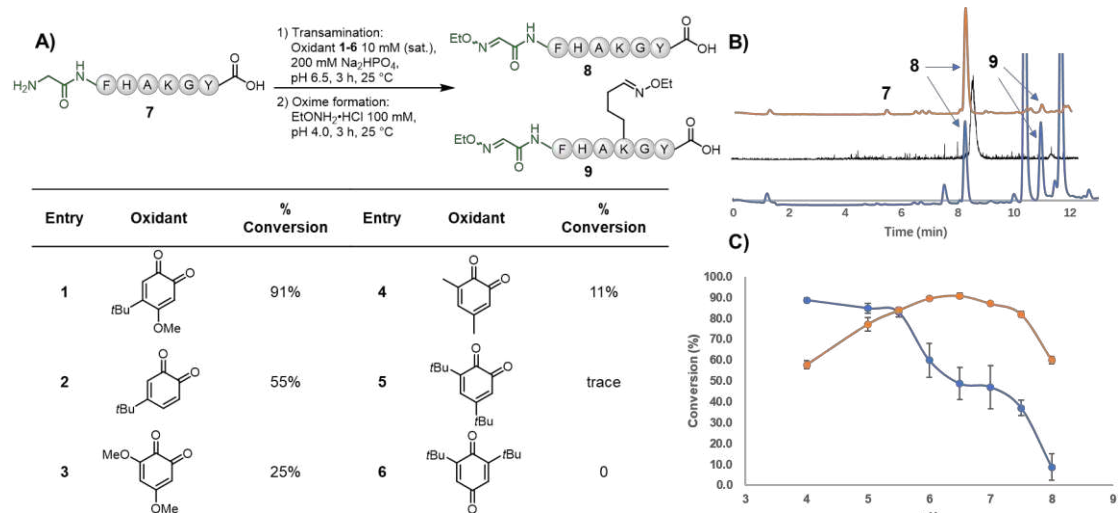 A)
H2N
O
NH
F H A K G Y
O
OH
7
1) Transamination:
Oxidant 1-6 10 mM (sat.),
200 mM Na2HPO4,
pH 6.5, 3 h, 25 °C
2) Oxime formation:
EtONH2•HCl 100 mM,
pH 4.0, 3 h, 25 °C
EtO
N
O
H
N
F H A K G Y
O
OH
8
N
OEt
EtO
N
O
H
N
F H A K G Y
O
OH
9
Entry Oxidant % Conversion Entry Oxidant % Conversion
1 O O tBu OMe 91% 4 O O 11%
2 O O tBu 55% 5 tBu O O tBu trace
3 MeO O O OMe 25% 6 tBu O tBu O 0
B)
7 8 9
0 2 4 6 8 10 12
Time (min)
C)
Conversion (%)
100.0
90.0
80.0
70.0
60.0
50.0
40.0
30.0
20.0
10.0
0.0
3 4 5 6 7 8 9